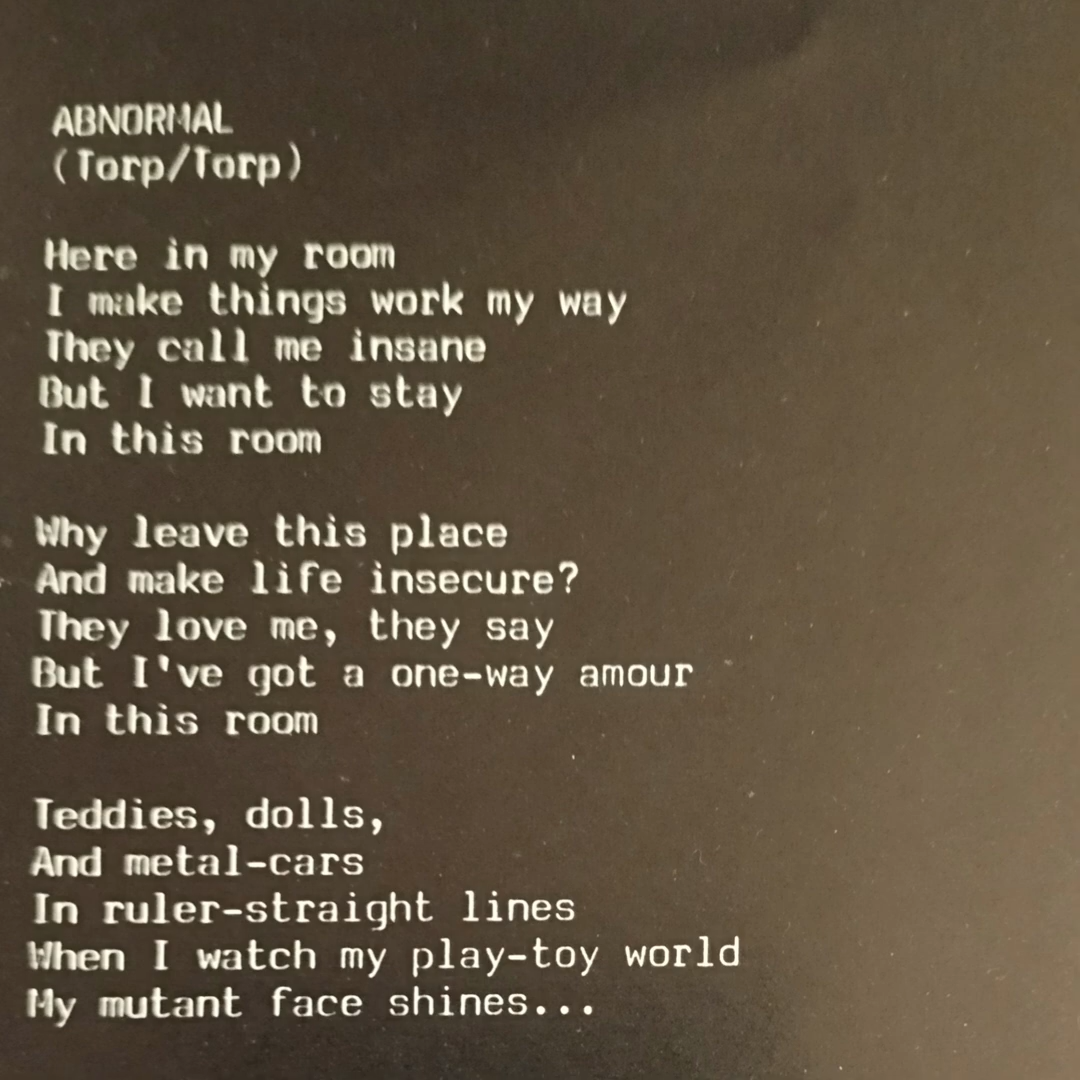 ABNORMAL
(Torp/Torp)
Here in my room
I make things work my way
They call me insane
But I want to stay
In this room
Why leave this place
And make life insecure?
They love me, they say
But I've got a one-way amour
In this room
Teddies, dolls,
And metal-cars
In ruler-straight lines
When I watch my play-toy world
My mutant face shines...